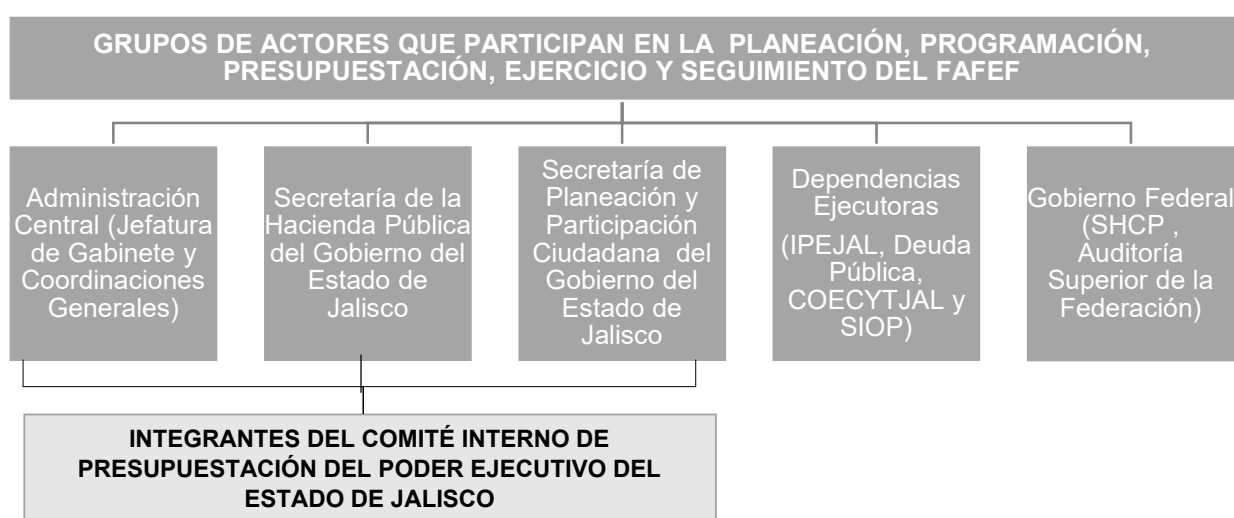 GRUPOS DE ACTORES QUE PARTICIPAN EN LA PLANEACIÓN, PROGRAMACIÓN,
PRESUPUESTACIÓN, EJERCICIO Y SEGUIMIENTO DEL FAFEF
Administración
Central (Jefatura
de Gabinete y
Coordinaciones
Generales)
Secretaría de la
Hacienda Pública
del Gobierno del
Estado de
Jalisco
Secretaría de
Planeación y
Participación
Ciudadana del
Gobierno del
Estado de
Jalisco
Dependencias
Ejecutoras
(IPEJAL, Deuda
Pública,
COECYTJAL y
SIOP)
Gobierno Federal
(SHCP ,
Auditoría
Superior de la
Federación)
INTEGRANTES DEL COMITÉ INTERNO DE
PRESUPUESTACIÓN DEL PODER EJECUTIVO DEL
ESTADO DE JALISCO